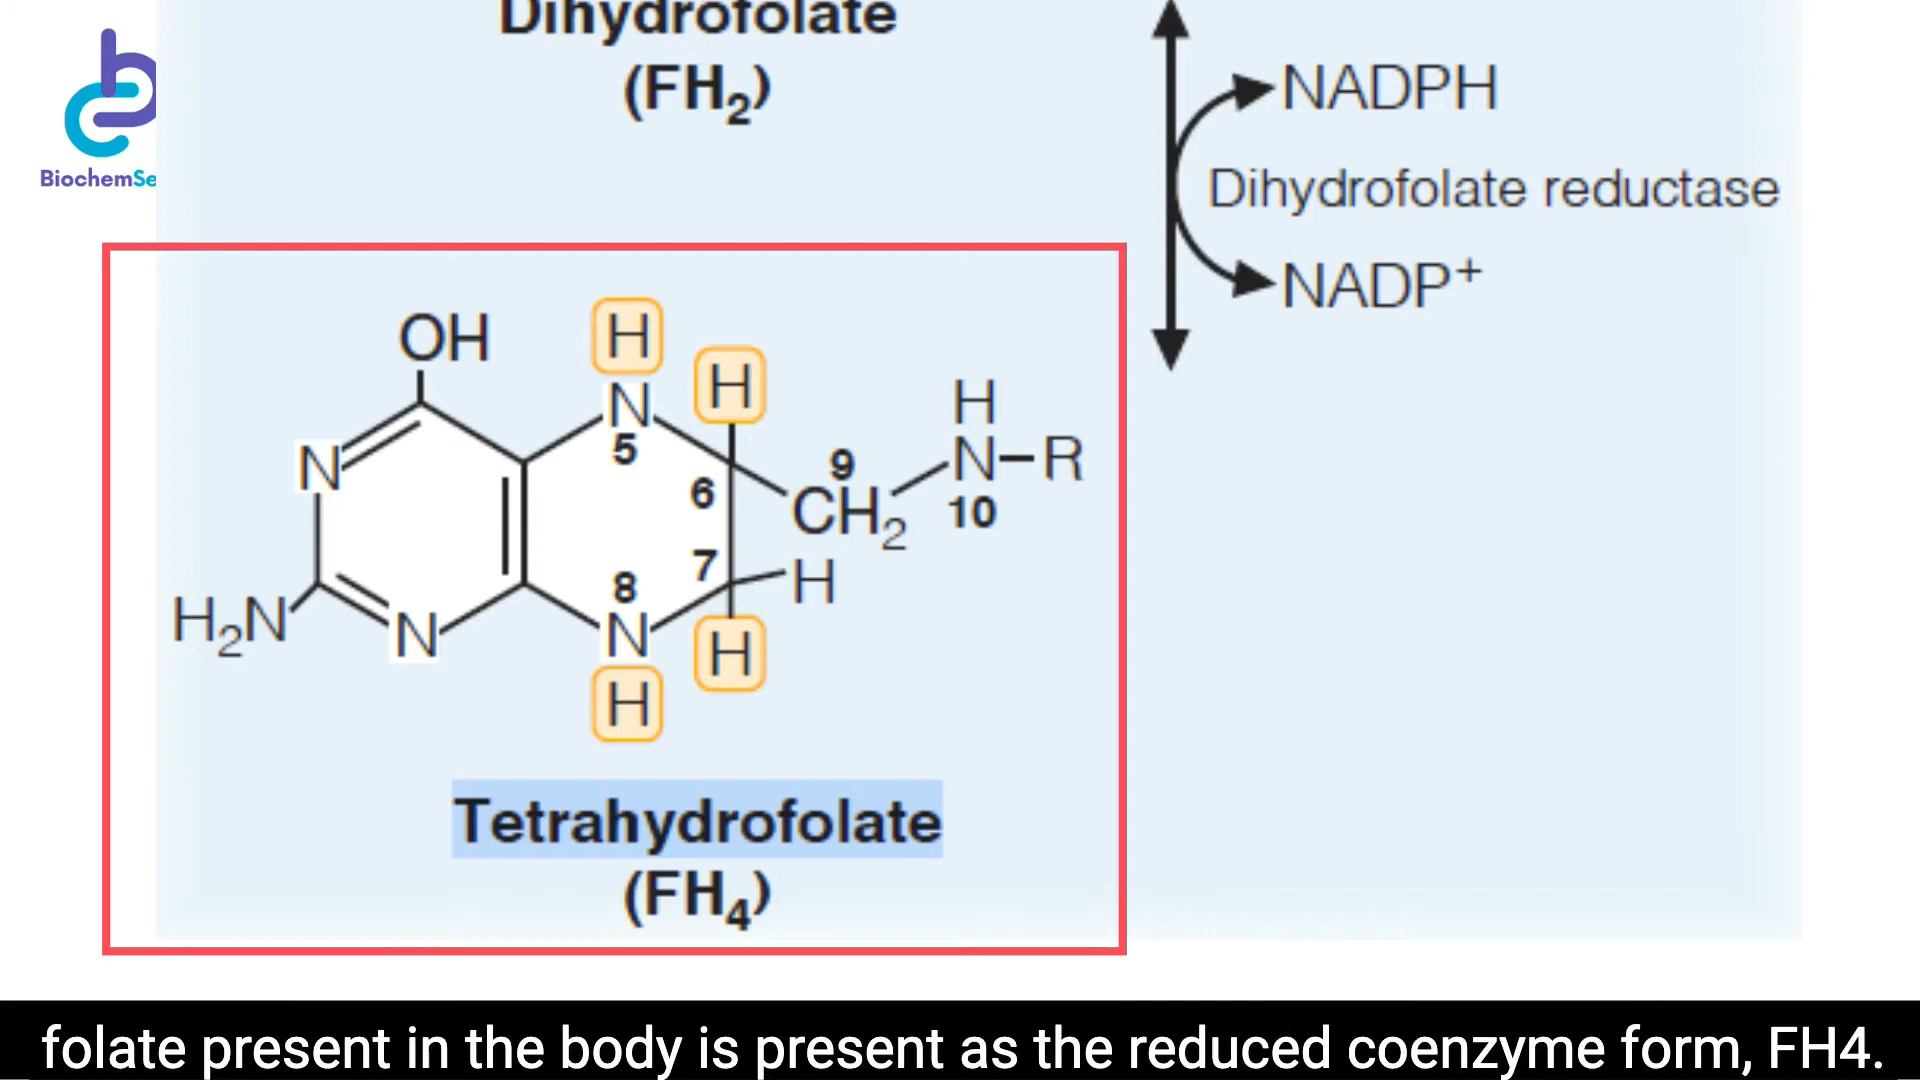 Dihydrofolate
(FH₂)
NADPH
Dihydrofolate reductase
NADP⁺
BiochemSe
OH
H
H
N
5
H
N
6
9
CH₂
N–R
10
7
H
8
H₂N
N
N
H
H
Tetrahydrofolate
(FH₄)
folate present in the body is present as the reduced coenzyme form, FH4.